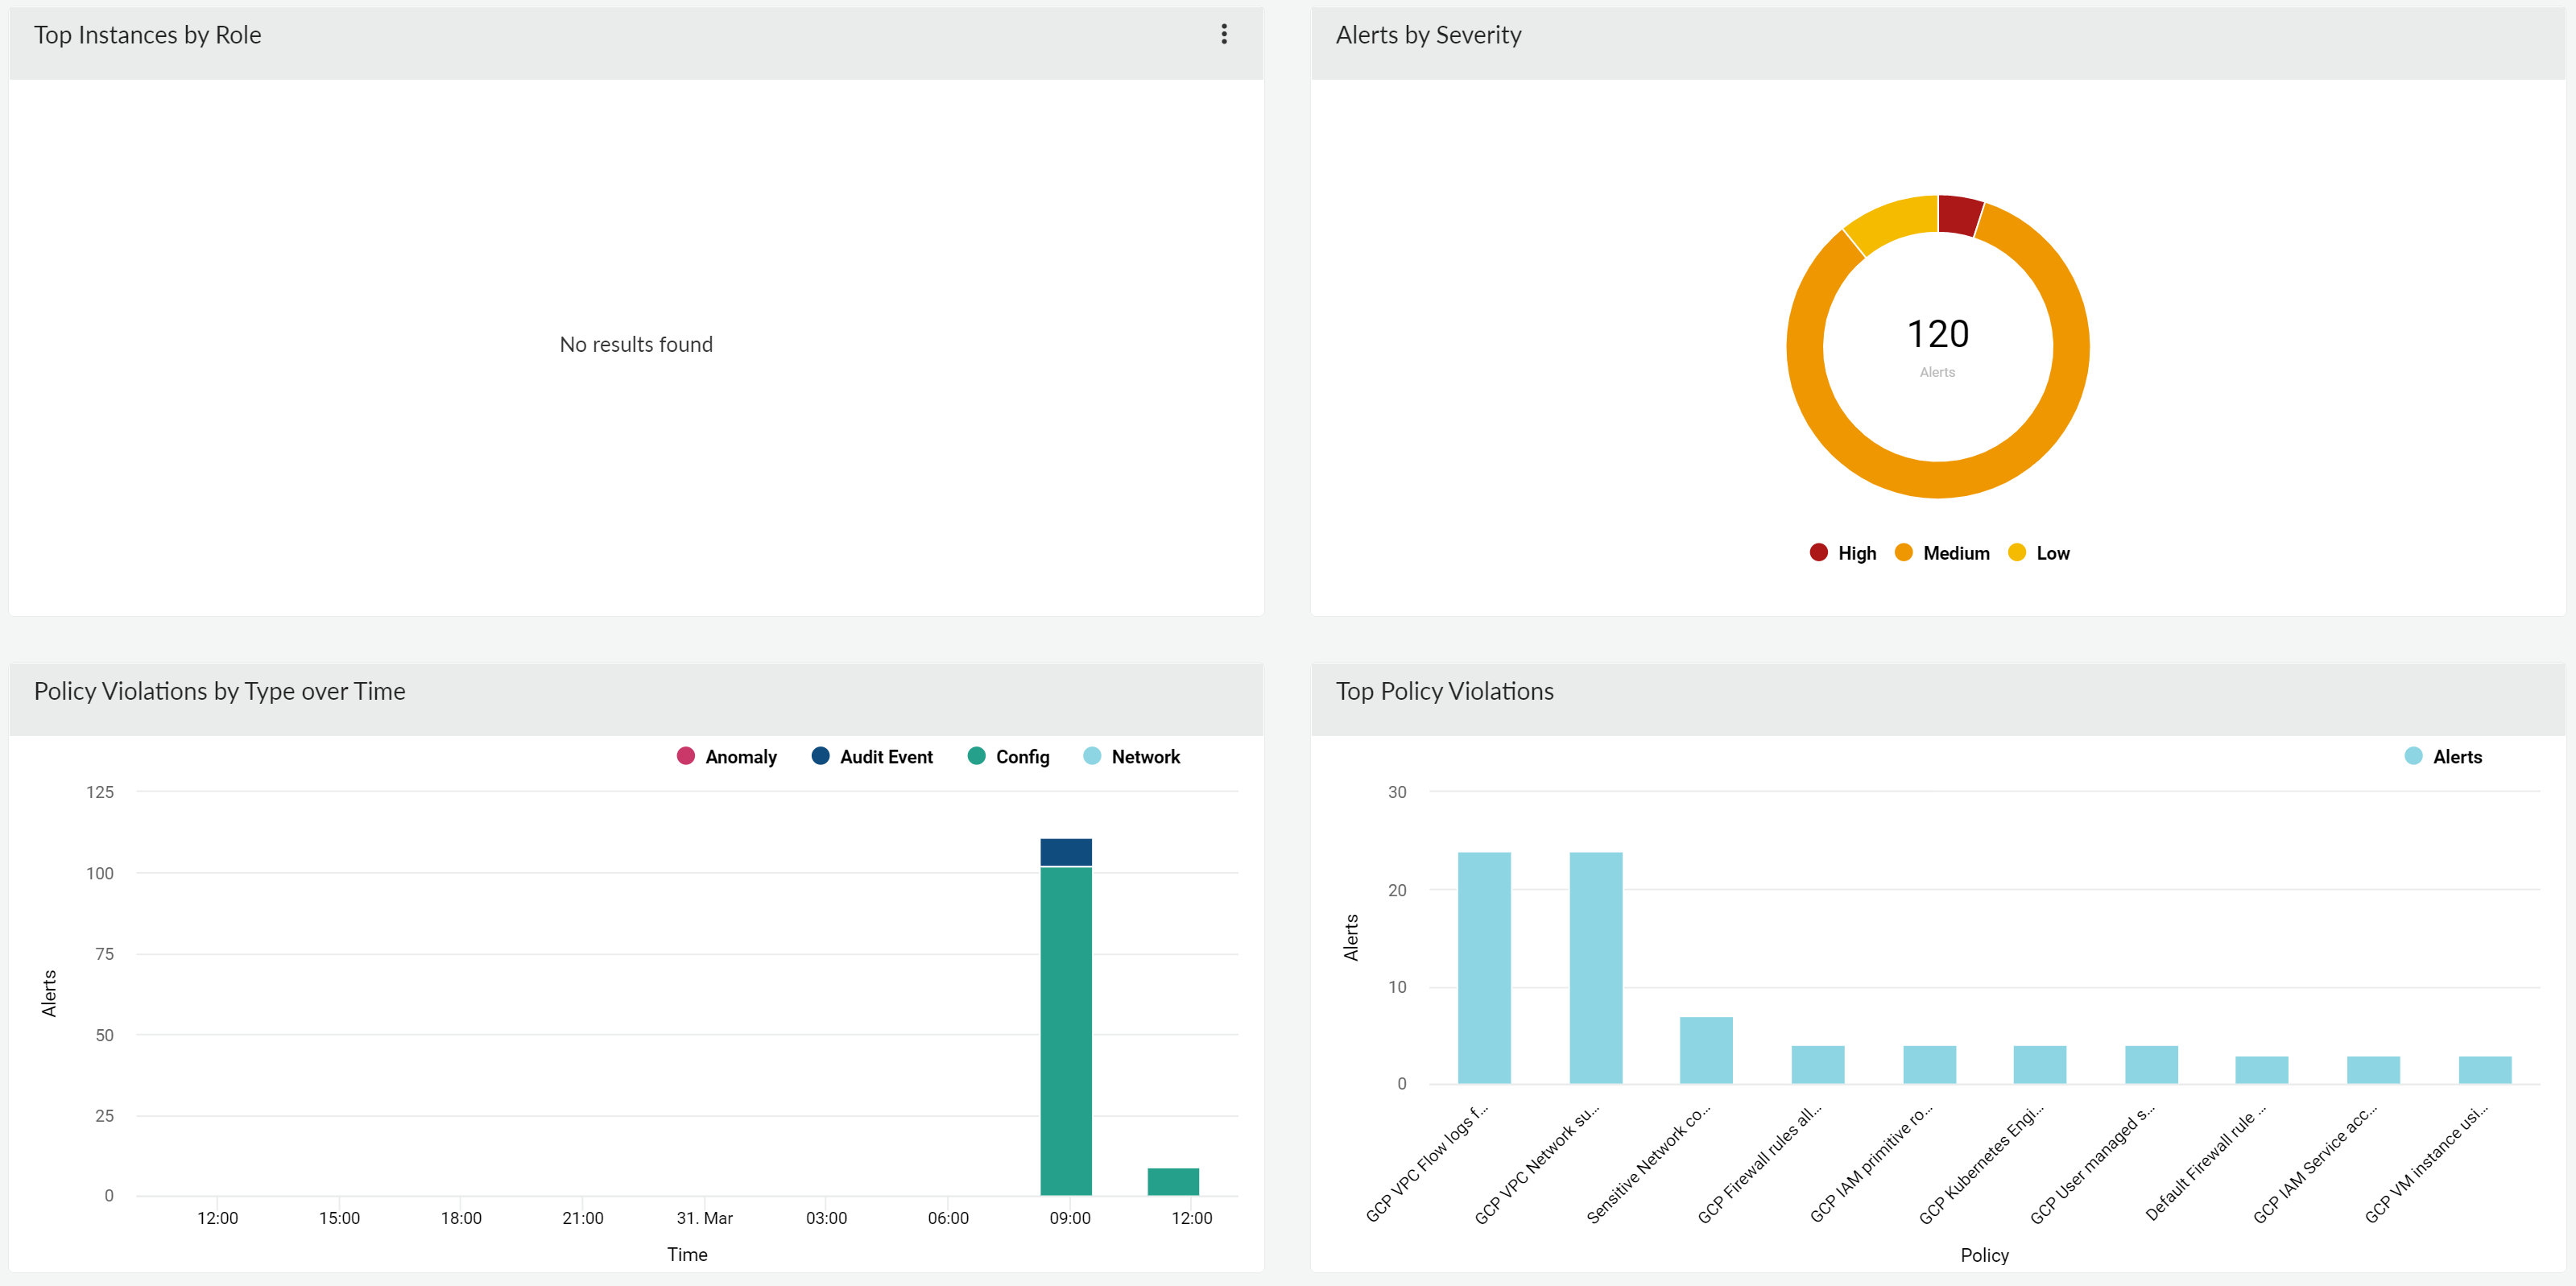 Top Instances by Role
No results found
Alerts by Severity
120
Alerts
High Medium Low
Policy Violations by Type over Time
Anomaly Audit Event Config Network
125
100
75
50
25
0
Alerts
12:00 15:00 18:00 21:00 31. Mar 03:00 06:00 09:00 12:00
Time
Top Policy Violations
Alerts
30
20
10
0
Alerts
GCP VPC Flow logs f...
GCP VPC Network su...
Sensitive Network co...
GCP Firewall rules all...
GCP IAM primitive ro...
GCP Kubernetes Engi...
GCP User managed s...
Default Firewall rule ...
GCP IAM Service acc...
GCP VM instance usi...
Policy